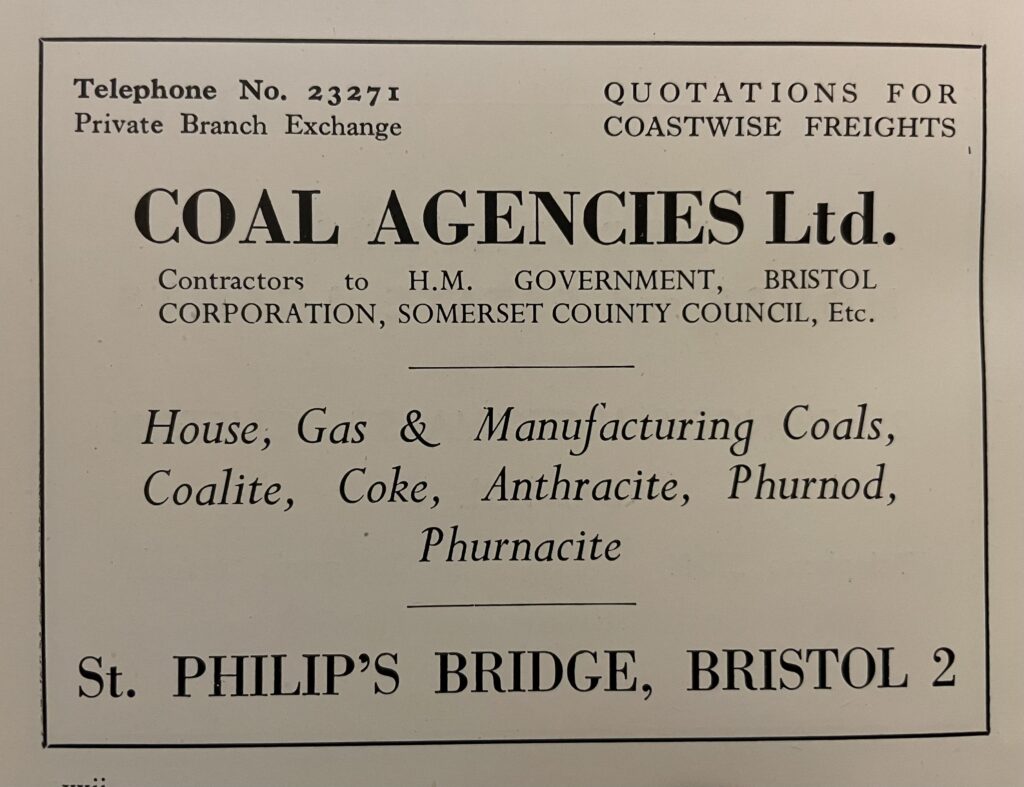 Telephone No. 23271
Private Branch Exchange
QUOTATIONS FOR
COASTWISE FREIGHTS
COAL AGENCIES Ltd.
Contractors to H.M. GOVERNMENT, BRISTOL
CORPORATION, SOMERSET COUNTY COUNCIL, Etc.
House, Gas & Manufacturing Coals,
Coalite, Coke, Anthracite, Phurnod,
Phurnacite
St. PHILIP'S BRIDGE, BRISTOL 2